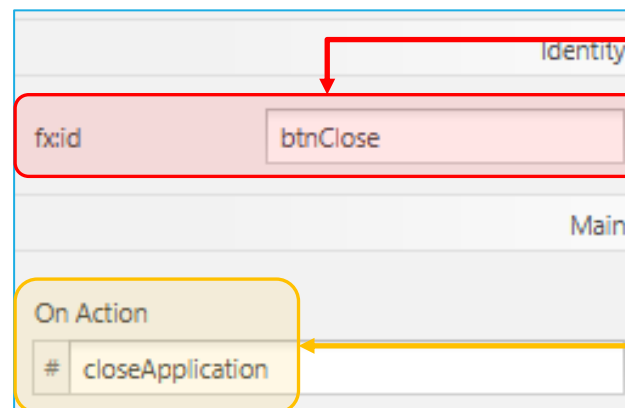 Identity
fx:id btnClose
Main
On Action
# closeApplication